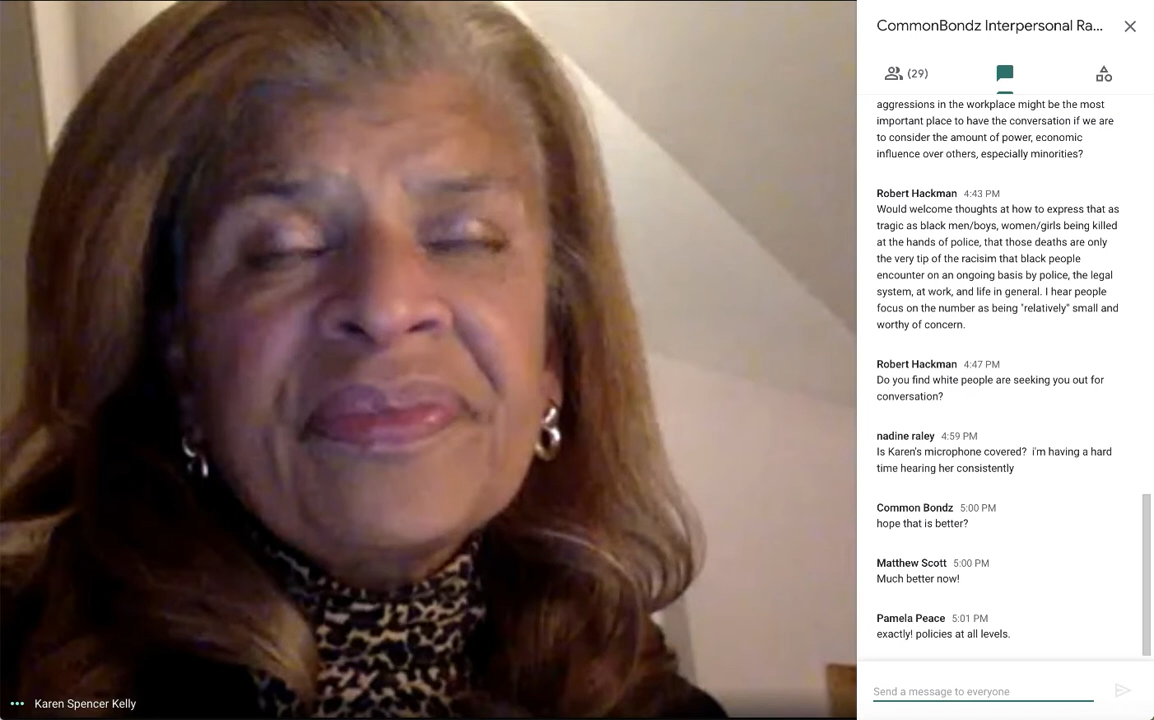 CommonBondz Interpersonal Ra...
(29)
aggressions in the workplace might be the most
important place to have the conversation if we are
to consider the amount of power, economic
influence over others, especially minorities?
Robert Hackman 4:43 PM
Would welcome thoughts at how to express that as
tragic as black men/boys, women/girls being killed
at the hands of police, that those deaths are only
the very tip of the racisim that black people
encounter on an ongoing basis by police, the legal
system, at work, and life in general. I hear people
focus on the number as being "relatively" small and
worthy of concern.
Robert Hackman 4:47 PM
Do you find white people are seeking you out for
conversation?
nadine raley 4:59 PM
Is Karen's microphone covered?  i'm having a hard
time hearing her consistently
Common Bondz 5:00 PM
hope that is better?
Matthew Scott 5:00 PM
Much better now!
Pamela Peace 5:01 PM
exactly! policies at all levels.
Send a message to everyone
Karen Spencer Kelly